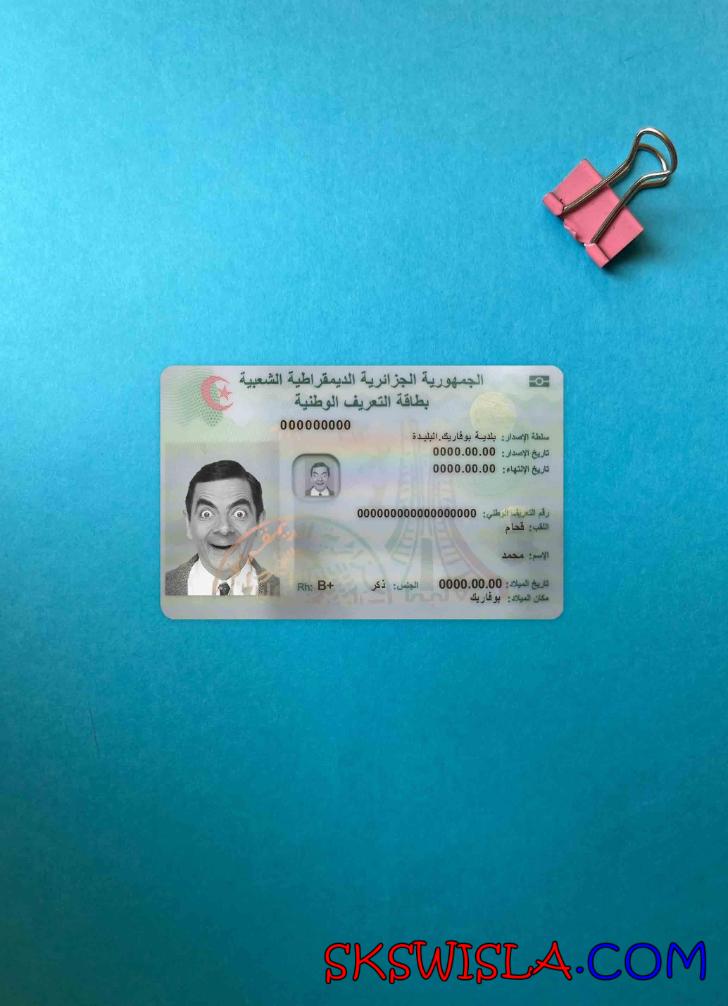 الجمهورية الجزائرية الديمقراطية الشعبية
بطاقة التعريف الوطنية
000000000
سلطة الإصدار: بلدية بوفاريك.البليدة
تاريخ الإصدار: 0000.00.00
تاريخ الإنتهاء: 0000.00.00
رقم التعريف الوطني: 000000000000000000
اللقب: فحام
الإسم: محمد
تاريخ الميلاد: 0000.00.00 الجنس: ذكر Rh: B+
مكان الميلاد: بوفاريك
SKSWISLA.COM